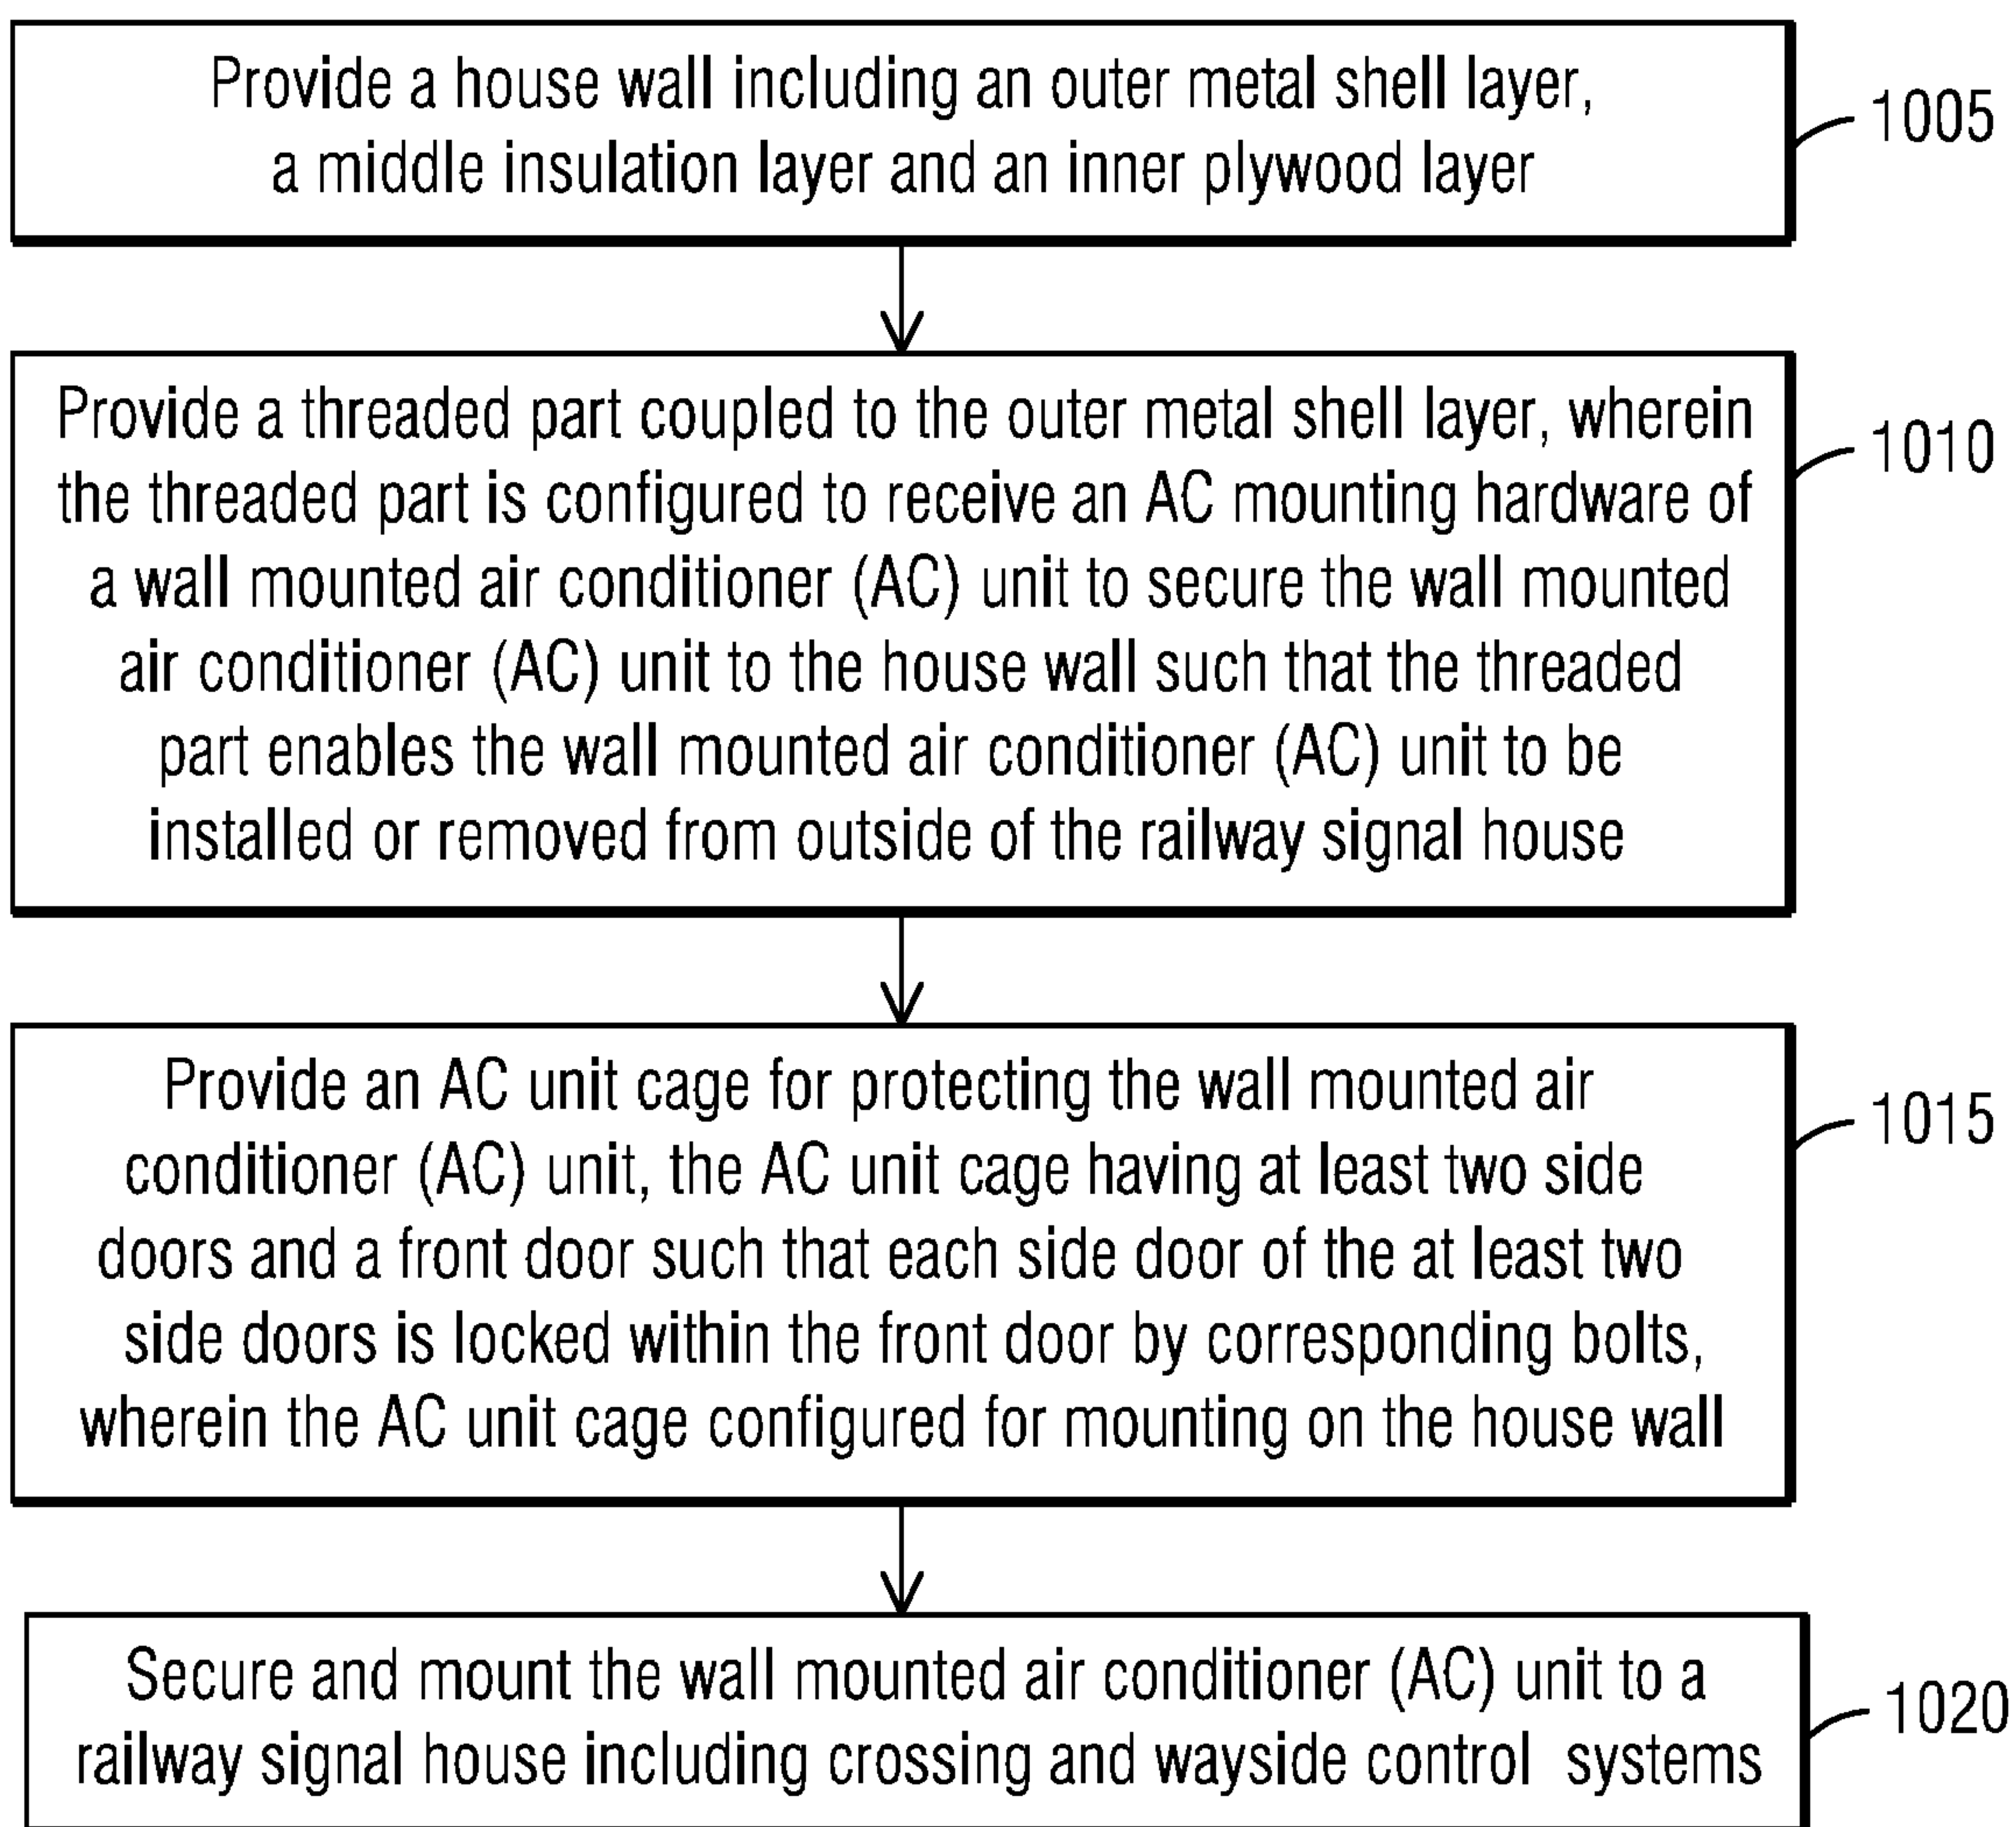 Provide a house wall including an outer metal shell layer,
a middle insulation layer and an inner plywood layer
1005
Provide a threaded part coupled to the outer metal shell layer, wherein
the threaded part is configured to receive an AC mounting hardware of
a wall mounted air conditioner (AC) unit to secure the wall mounted
air conditioner (AC) unit to the house wall such that the threaded
part enables the wall mounted air conditioner (AC) unit to be
installed or removed from outside of the railway signal house
1010
Provide an AC unit cage for protecting the wall mounted air
conditioner (AC) unit, the AC unit cage having at least two side
doors and a front door such that each side door of the at least two
side doors is locked within the front door by corresponding bolts,
wherein the AC unit cage configured for mounting on the house wall
1015
Secure and mount the wall mounted air conditioner (AC) unit to a
railway signal house including crossing and wayside control systems
1020